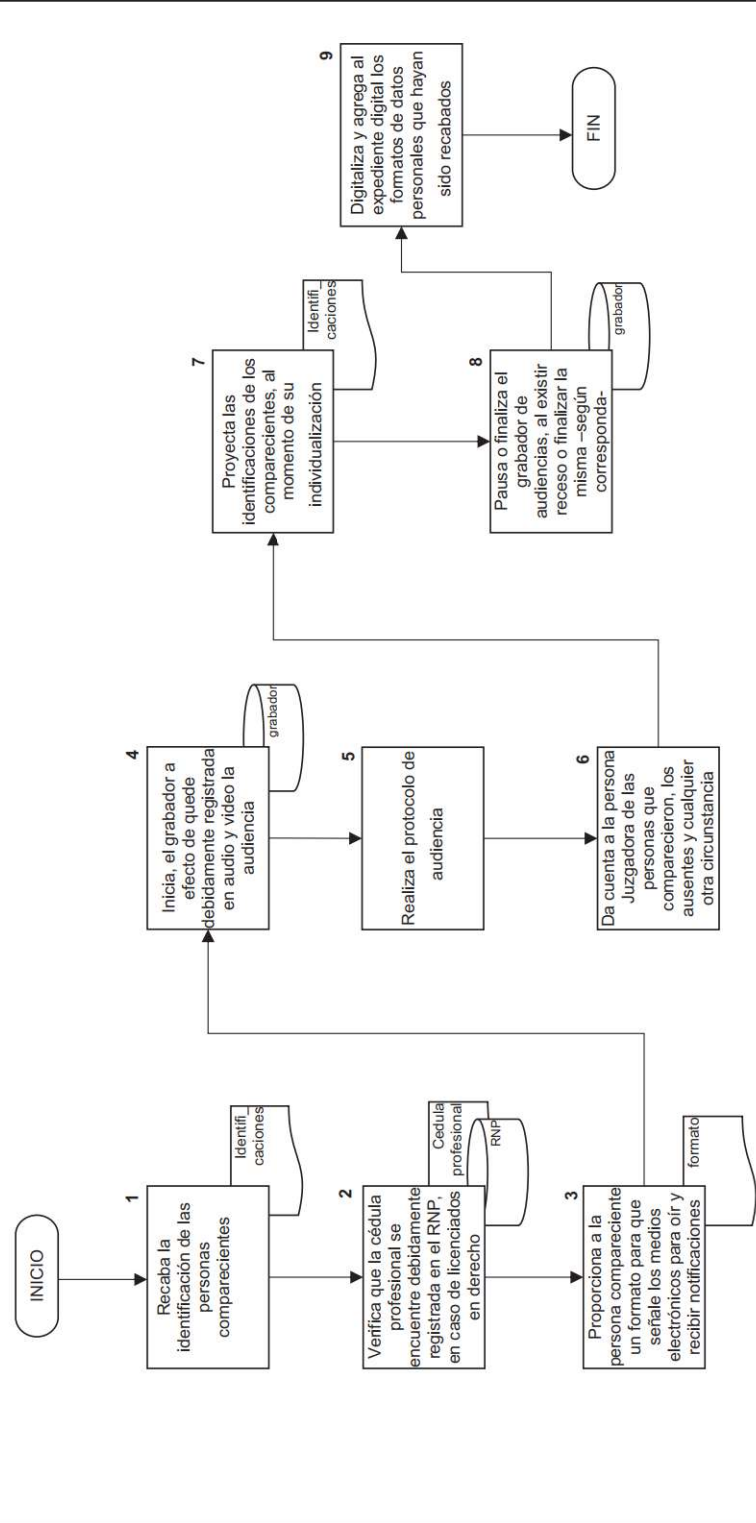 INICIO
1
Recaba la
identificación de las
personas
comparecientes
Identifi_
caciones
2
Verifica que la cédula
profesional se
encuentre debidamente
registrada en el RNP,
en caso de licenciados
en derecho
Cedula
profesional
RNP
3
Proporciona a la
persona compareciente
un formato para que
señale los medios
electrónicos para oír y
recibir notificaciones
formato
4
Inicia, el grabador a
efecto de quede
debidamente registrada
en audio y video la
audiencia
grabador
5
Realiza el protocolo de
audiencia
6
Da cuenta a la persona
Juzgadora de las
personas que
comparecieron, los
ausentes y cualquier
otra circunstancia
7
Proyecta las
identificaciones de los
comparecientes, al
momento de su
individualización
Identifi_
caciones
8
Pausa o finaliza el
grabador de
audiencias, al existir
receso o finalizar la
misma –según
corresponda-
grabador
9
Digitaliza y agrega al
expediente digital los
formatos de datos
personales que hayan
sido recabados
FIN